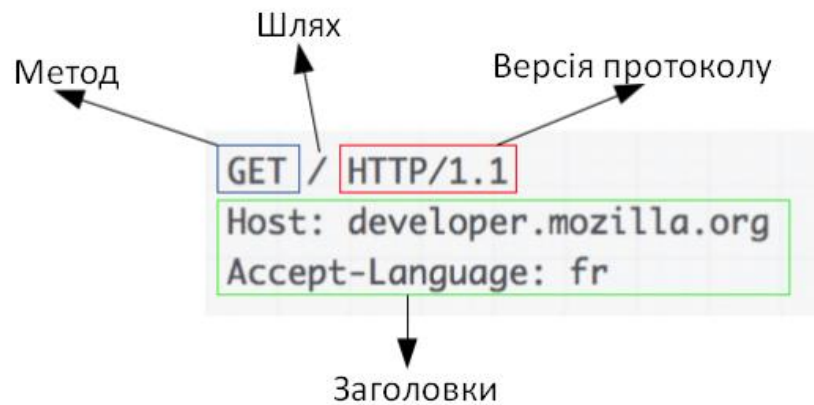 Шлях
Метод
Версія протоколу
GET / HTTP/1.1
Host: developer.mozilla.org
Accept-Language: fr
Заголовки